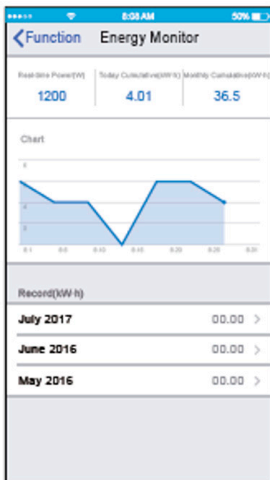 8:08 AM 50%
Function Energy Monitor
Real-time Power(W) Today Cumulative(kW·h) Monthly Cumulative(kW·h)
1200 4.01 36.5
Chart
Record(kW·h)
July 2017 00.00
June 2016 00.00
May 2016 00.00